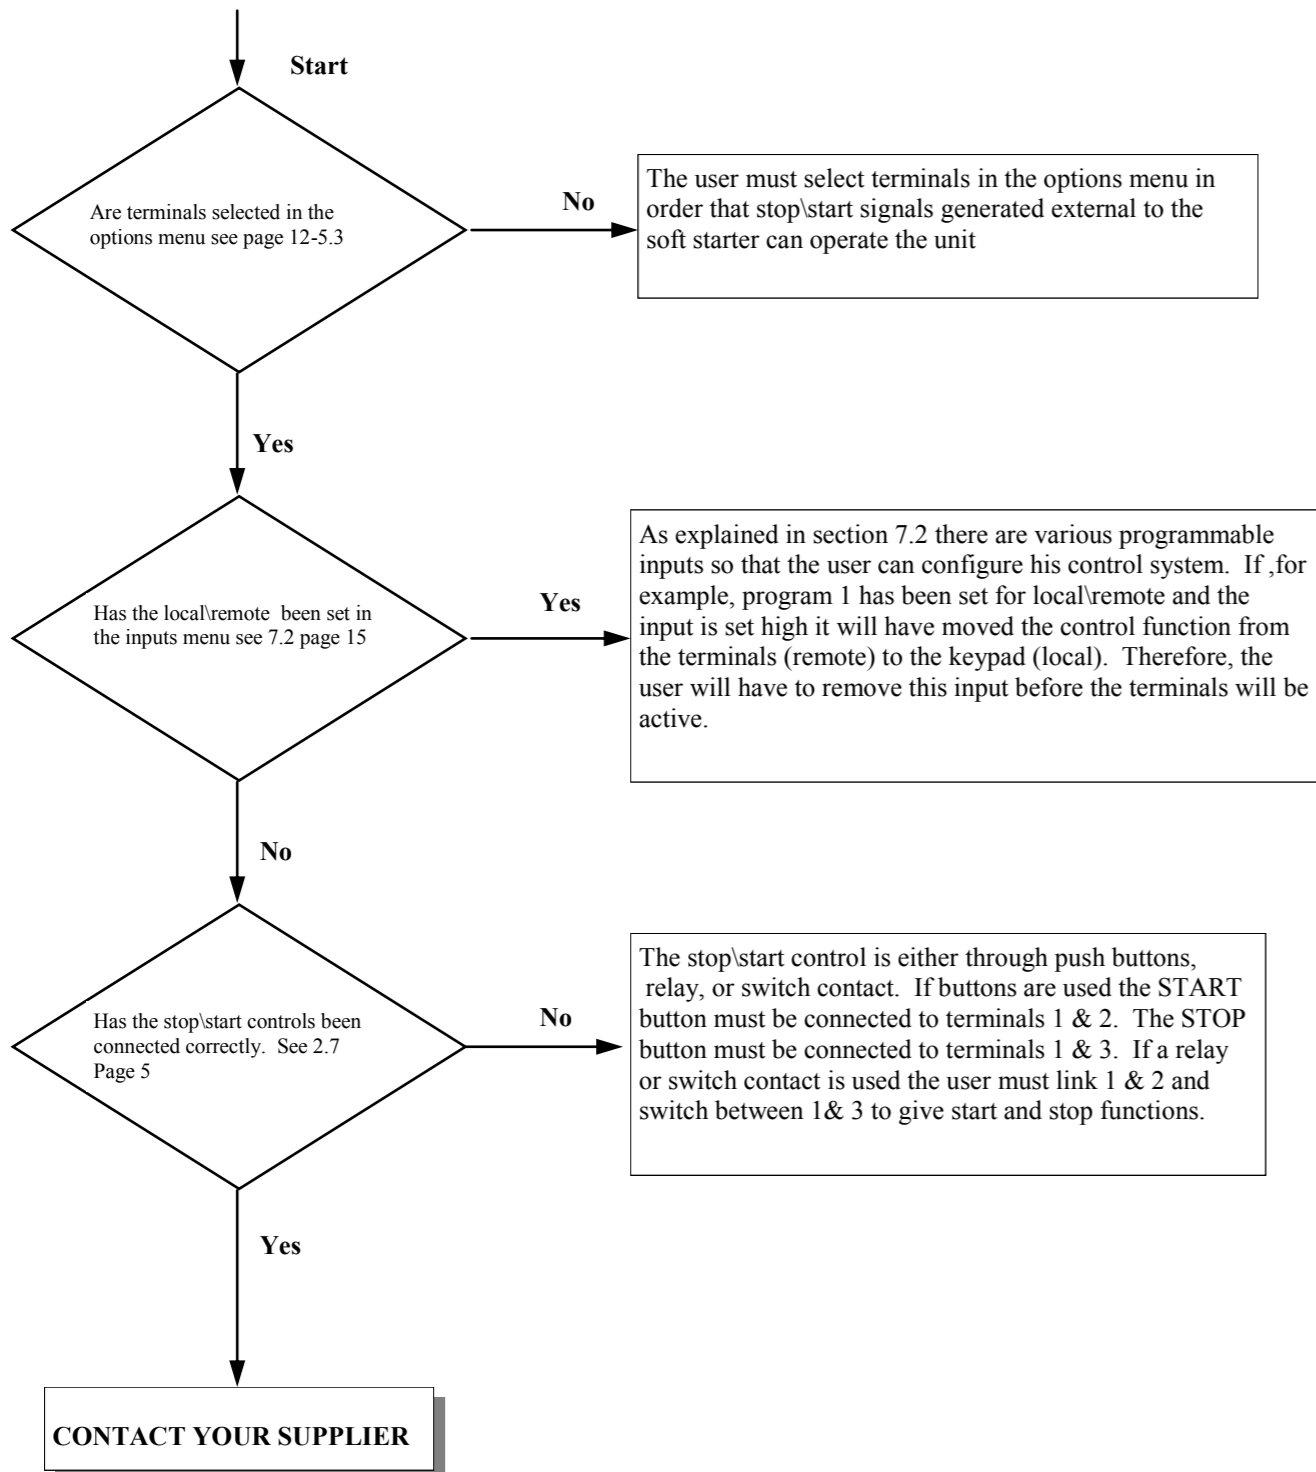 Start
Are terminals selected in the
options menu see page 12-5.3
No
The user must select terminals in the options menu in
order that stop\start signals generated external to the
soft starter can operate the unit
Yes
Has the local\remote  been set in
the inputs menu see 7.2 page 15
Yes
As explained in section 7.2 there are various programmable
inputs so that the user can configure his control system.  If ,for
example, program 1 has been set for local\remote and the
input is set high it will have moved the control function from
the terminals (remote) to the keypad (local).  Therefore, the
user will have to remove this input before the terminals will be
active.
No
Has the stop\start controls been
connected correctly.  See 2.7
Page 5
No
The stop\start control is either through push buttons,
relay, or switch contact.  If buttons are used the START
button must be connected to terminals 1 & 2.  The STOP
button must be connected to terminals 1 & 3.  If a relay
or switch contact is used the user must link 1 & 2 and
switch between 1& 3 to give start and stop functions.
Yes
CONTACT YOUR SUPPLIER